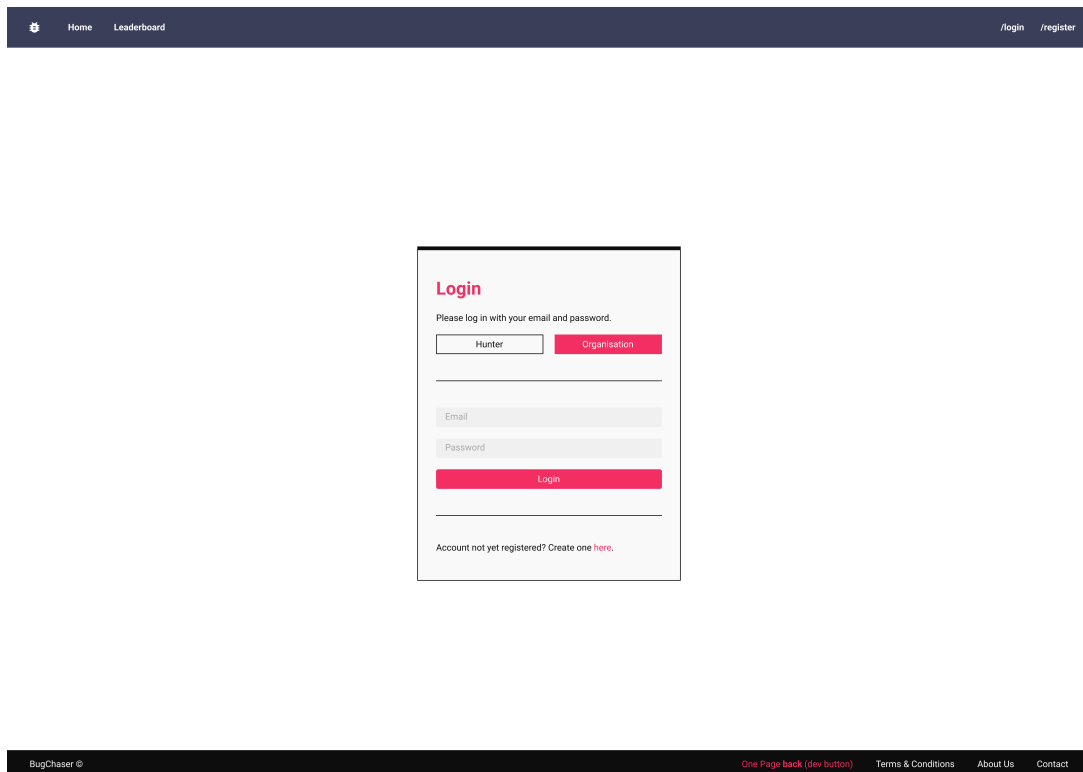 Home Leaderboard /login /register
Login
Please log in with your email and password.
Hunter Organisation
Email
Password
Login
Account not yet registered? Create one here.
BugChaser © One Page back (dev button) Terms & Conditions About Us Contact